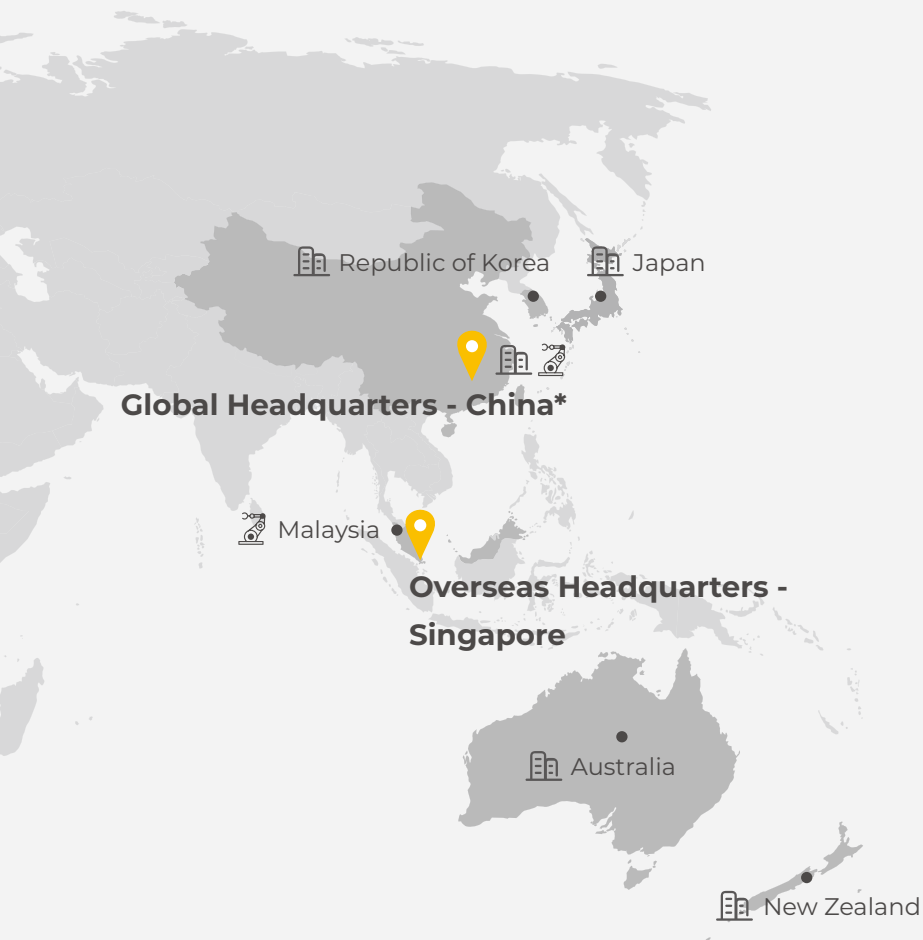 Republic of Korea
Japan
Global Headquarters - China*
Malaysia
Overseas Headquarters -
Singapore
Australia
New Zealand